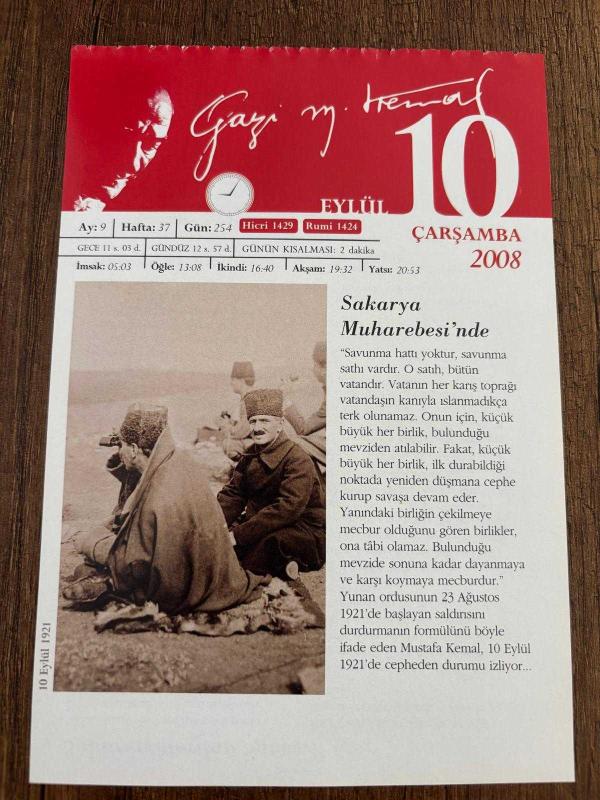 Gazi M. Kemal
EYLÜL 10
ÇARŞAMBA
2008
Ay: 9 Hafta: 37 Gün: 254 Hicri 1429 Rumi 1424
GECE 11 s. 03 d. GÜNDÜZ 12 s. 57 d. GÜNÜN KISALMASI: 2 dakika
İmsak: 05:03 Öğle: 13:08 İkindi: 16:40 Akşam: 19:32 Yatsı: 20:53
Sakarya
Muharebesi’nde
“Savunma hattı yoktur, savunma
sathı vardır. O satıh, bütün
vatandır. Vatanın her karış toprağı
vatandaşın kanıyla ıslanmadıkça
terk olunamaz. Onun için, küçük
büyük her birlik, bulunduğu
mevziden atılabilir. Fakat, küçük
büyük her birlik, ilk durabildiği
noktada yeniden düşmana cephe
kurup savaşa devam eder.
Yanındaki birliğin çekilmeye
mecbur olduğunu gören birlikler,
ona tâbi olamaz. Bulunduğu
mevzide sonuna kadar dayanmaya
ve karşı koymaya mecburdur.”
Yunan ordusunun 23 Ağustos
1921’de başlayan saldırısını
durdurmanın formülünü böyle
ifade eden Mustafa Kemal, 10 Eylül
1921’de cepheden durumu izliyor...
10 Eylül 1921